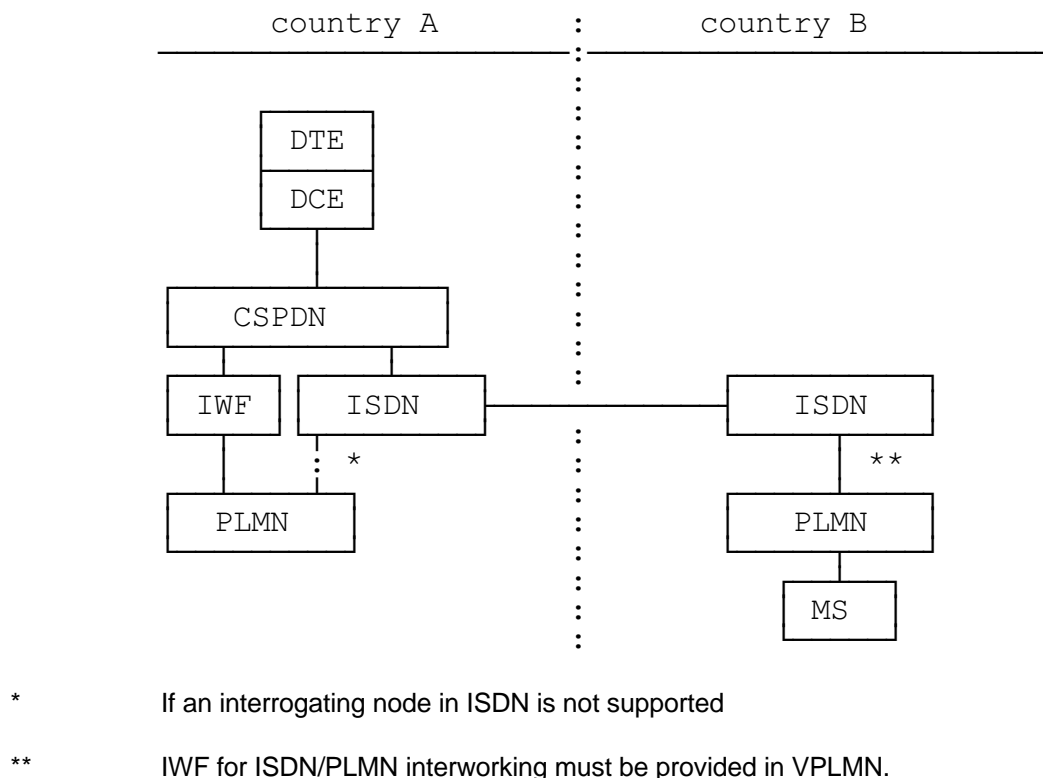 country A : country B
DTE
DCE
CSPDN
IWF ISDN ISDN
* **
PLMN PLMN
MS
* If an interrogating node in ISDN is not supported
** IWF for ISDN/PLMN interworking must be provided in VPLMN.